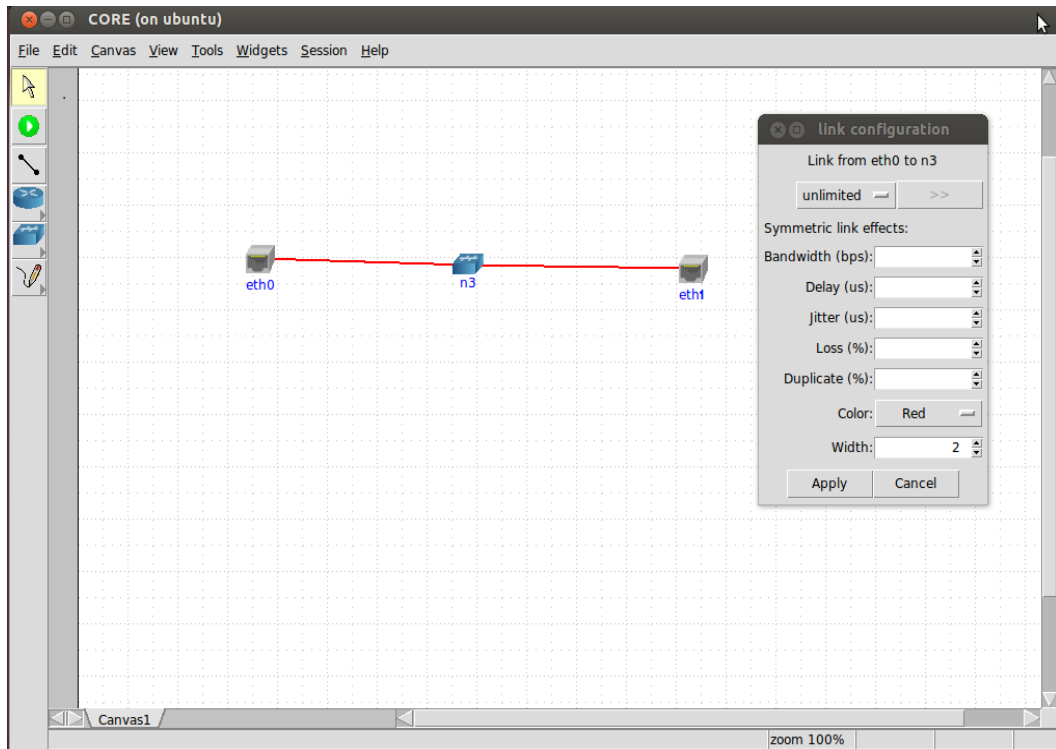 CORE (on ubuntu)
File Edit Canvas View Tools Widgets Session Help
link configuration
Link from eth0 to n3
unlimited >>
Symmetric link effects:
Bandwidth (bps):
Delay (us):
Jitter (us):
Loss (%):
Duplicate (%):
Color: Red
Width: 2
Apply Cancel
eth0
n3
eth1
Canvas1
zoom 100%